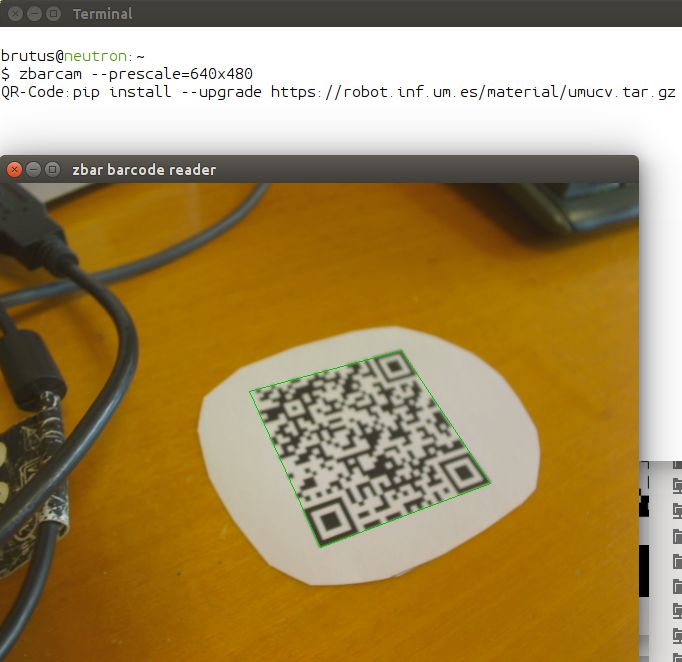 Terminal
brutus@neutron:~
$ zbarcam --prescale=640x480
QR-Code:pip install --upgrade https://robot.inf.um.es/material/umucv.tar.gz
zbar barcode reader